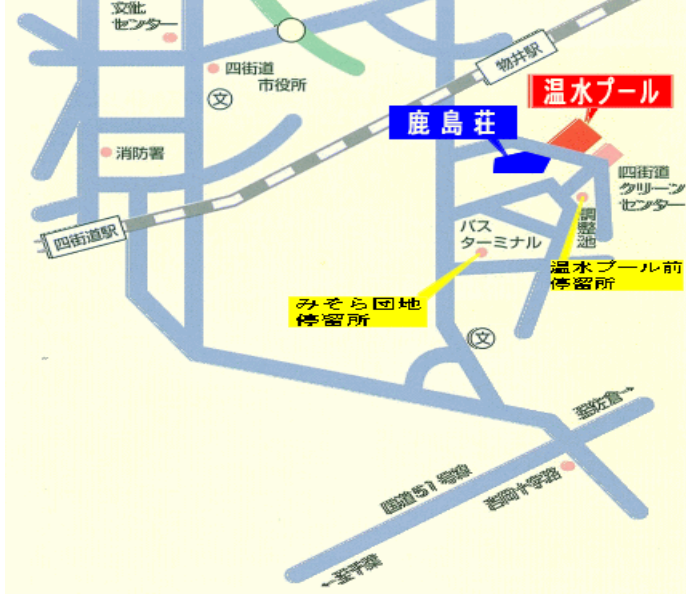 文化
センター
四街道
市役所
文
物井駅
温水プール
鹿島荘
消防署
四街道
クリーン
センター
四街道駅
バス
ターミナル
調整池
温水プール前
停留所
みそら団地
停留所
文
至佐倉→
国道51号線
吉岡十字路
←至千葉